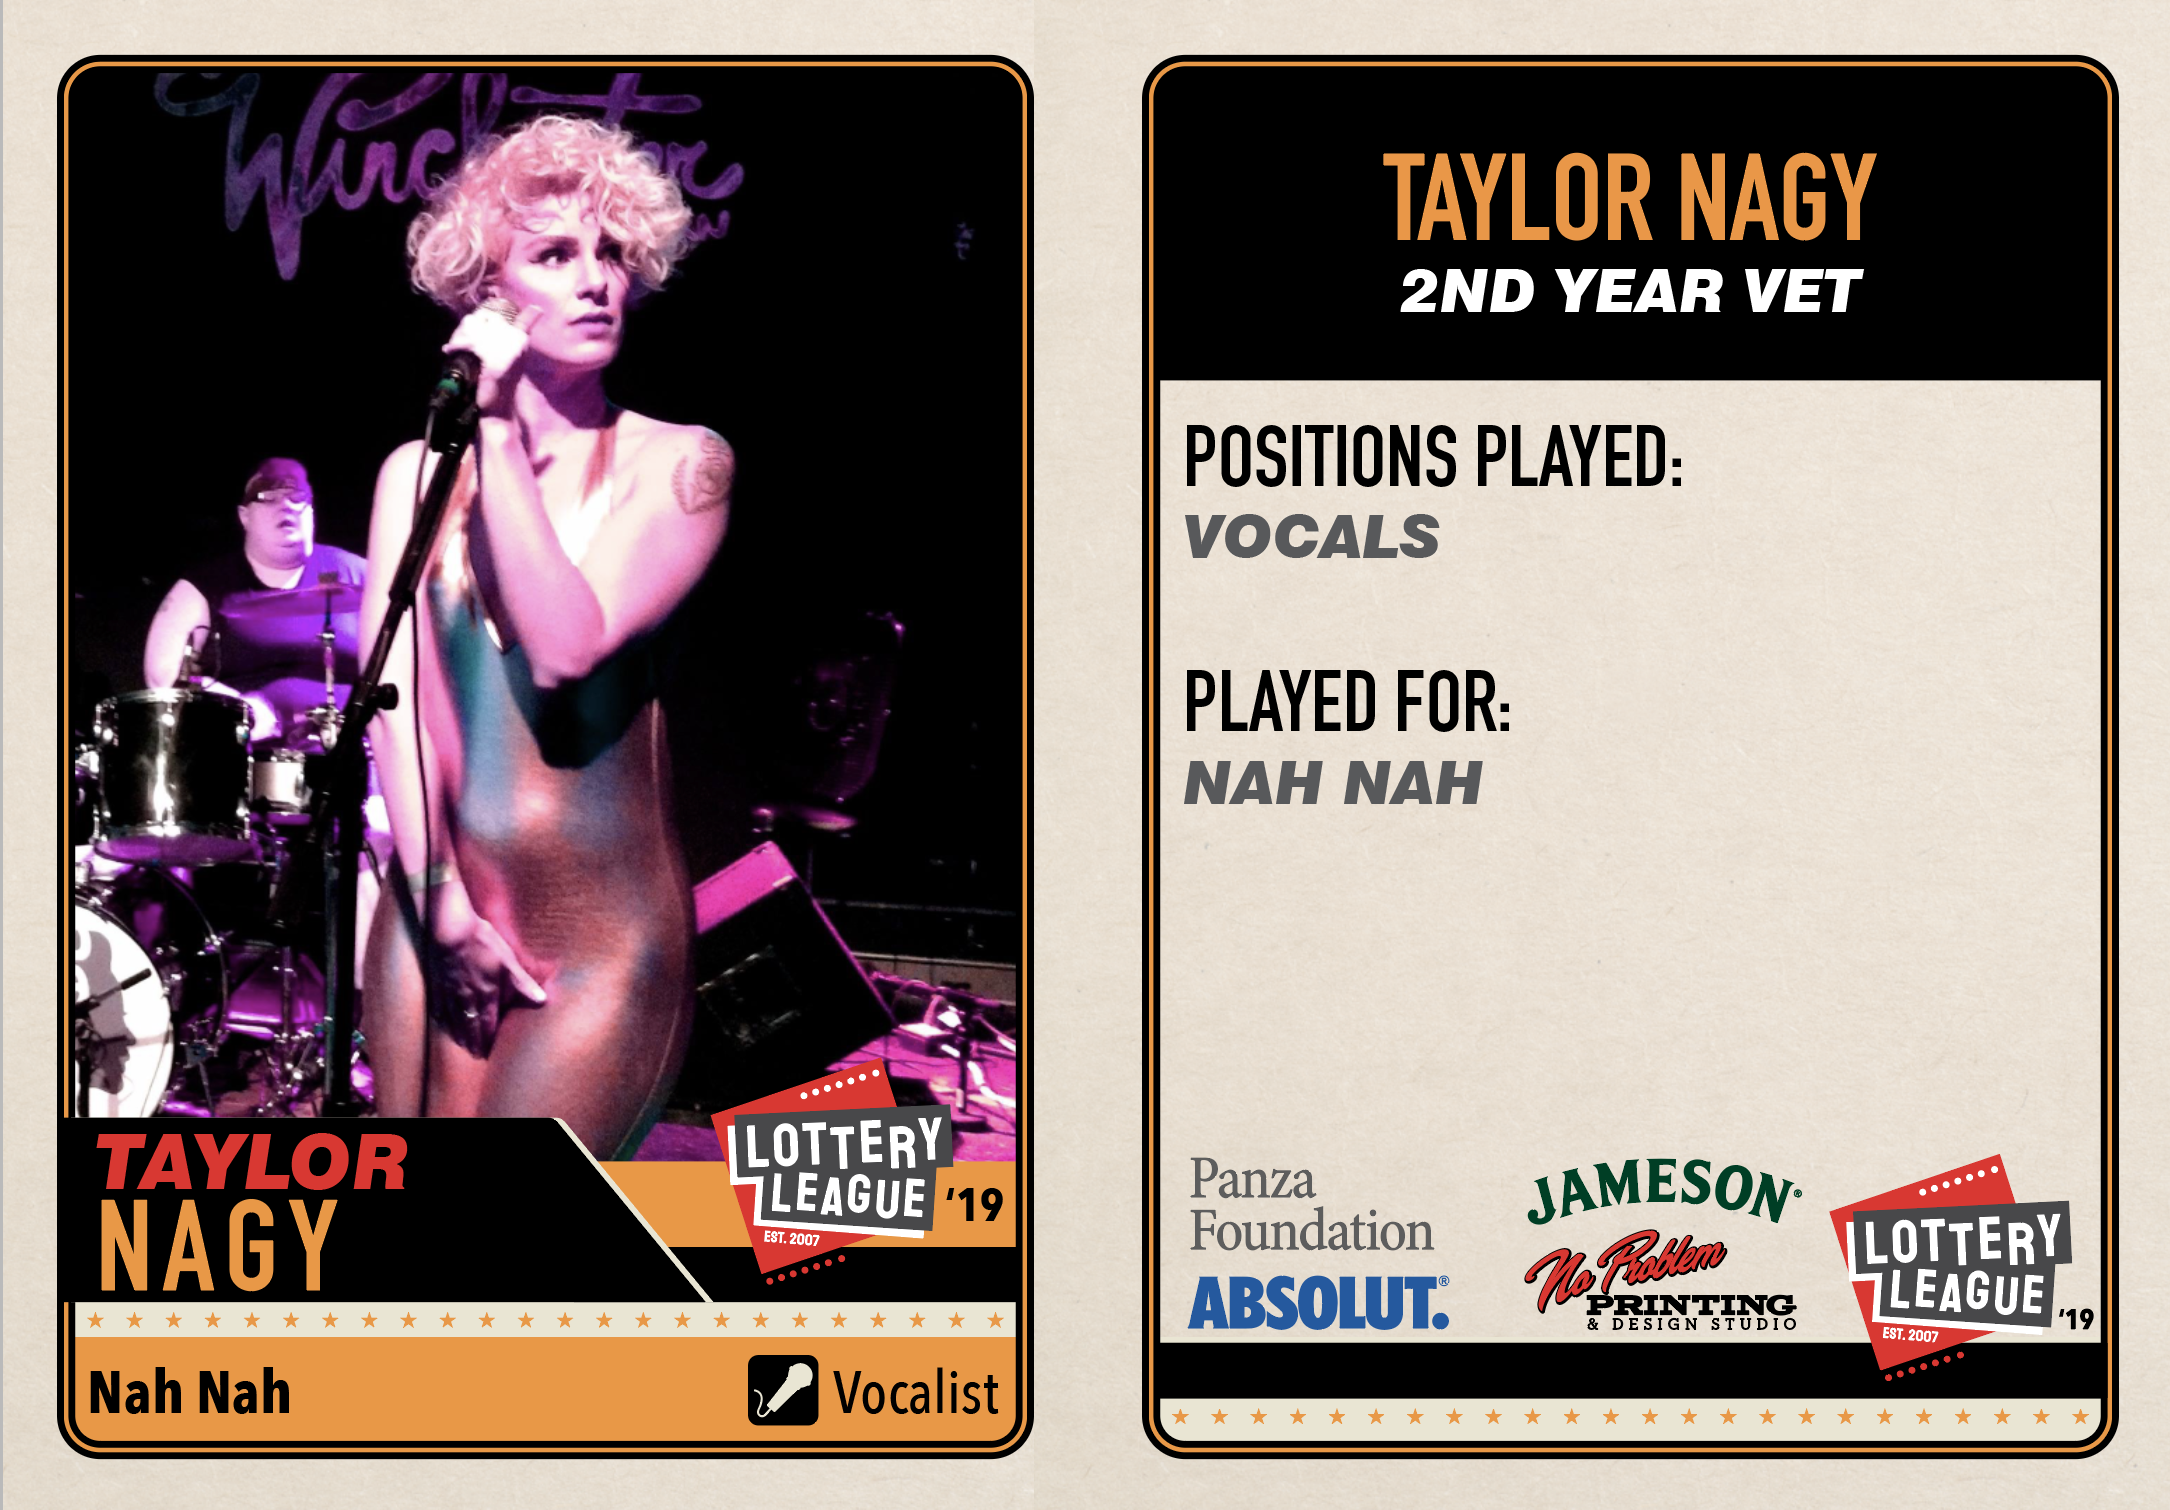 TAYLOR
NAGY
LOTTERY
LEAGUE
EST. 2007
'19
Nah Nah
Vocalist
TAYLOR NAGY
2ND YEAR VET
POSITIONS PLAYED:
VOCALS
PLAYED FOR:
NAH NAH
Panza
Foundation
ABSOLUT.®
JAMESON®
No Problem
PRINTING
& DESIGN STUDIO
LOTTERY
LEAGUE
EST. 2007
'19